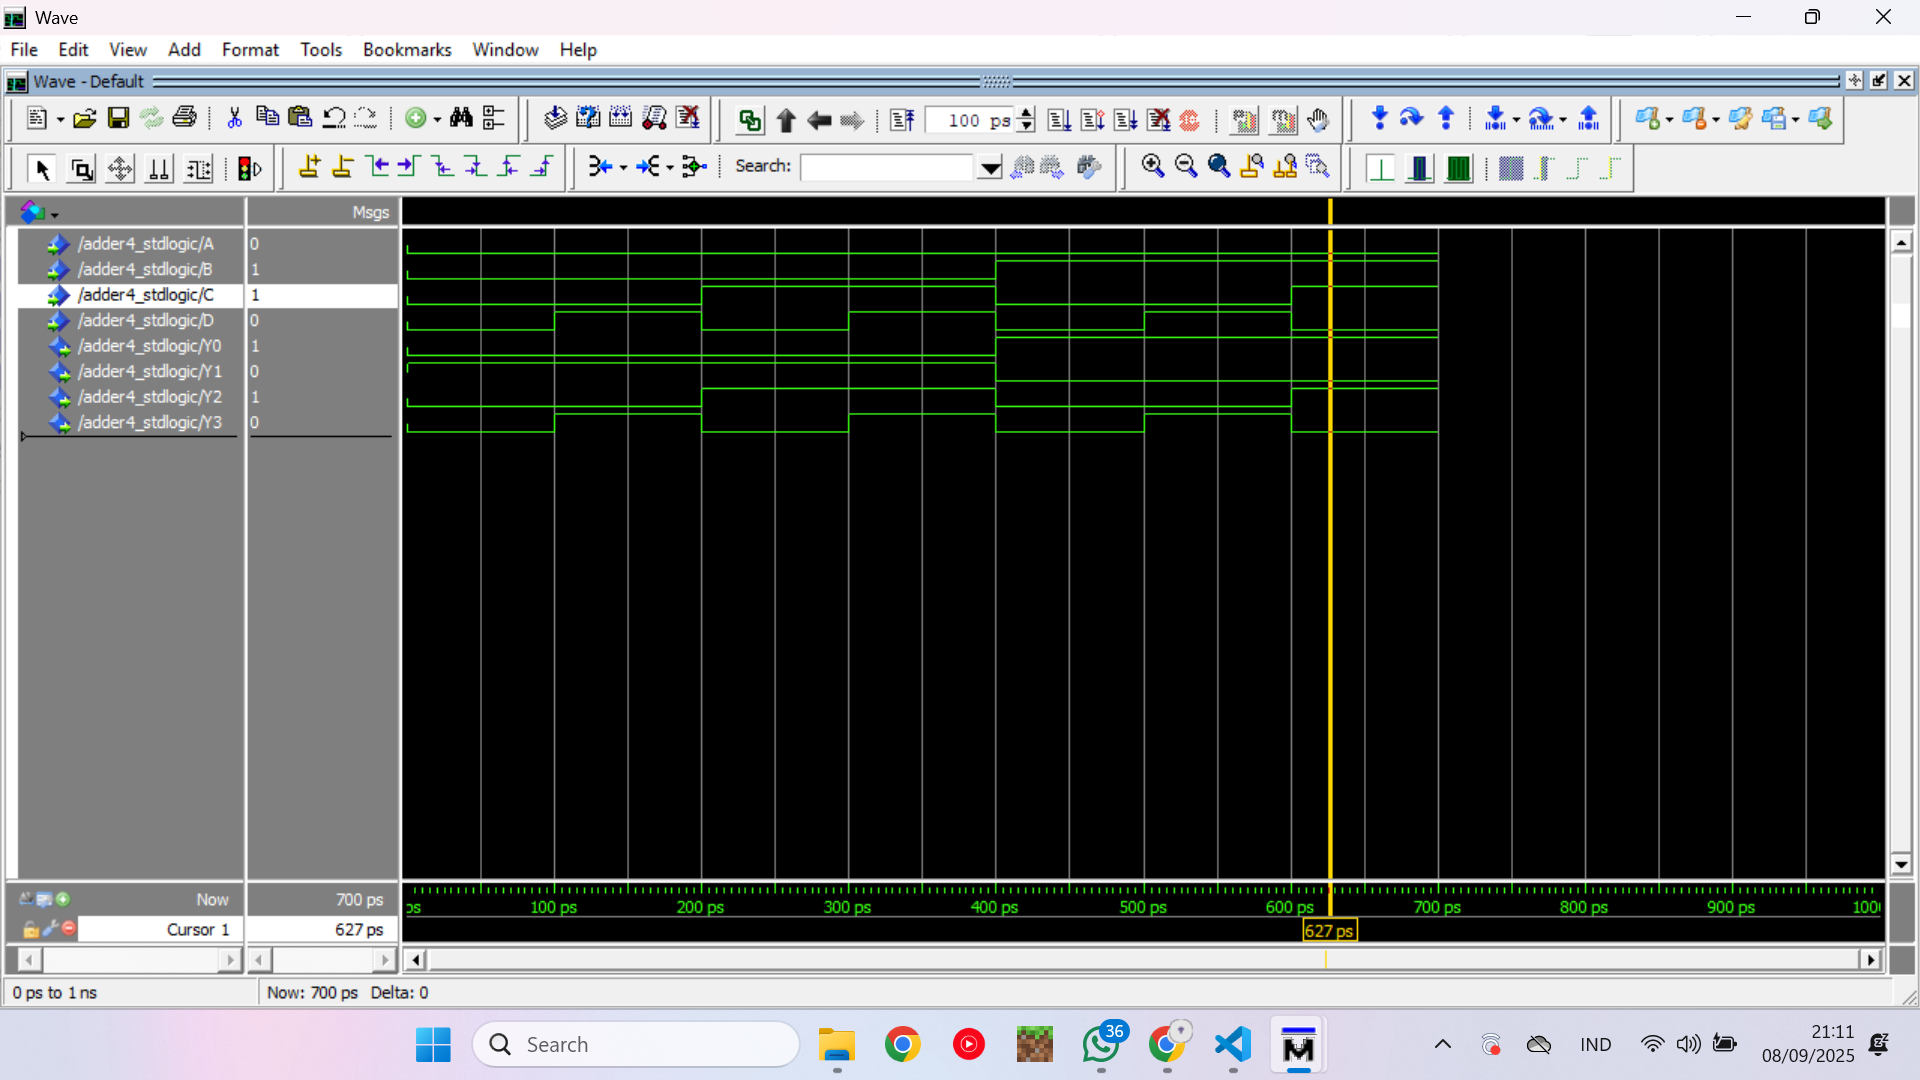 Wave
File Edit View Add Format Tools Bookmarks Window Help
Wave - Default
100 ps
Search:
Msgs
/adder4_stdlogic/A 0
/adder4_stdlogic/B 1
/adder4_stdlogic/C 1
/adder4_stdlogic/D 0
/adder4_stdlogic/Y0 1
/adder4_stdlogic/Y1 0
/adder4_stdlogic/Y2 1
/adder4_stdlogic/Y3 0
Now 700 ps
ps 100 ps 200 ps 300 ps 400 ps 500 ps 600 ps 700 ps 800 ps 900 ps 100
Cursor 1 627 ps
627 ps
0 ps to 1 ns Now: 700 ps Delta: 0
Search
36
IND
21:11
08/09/2025